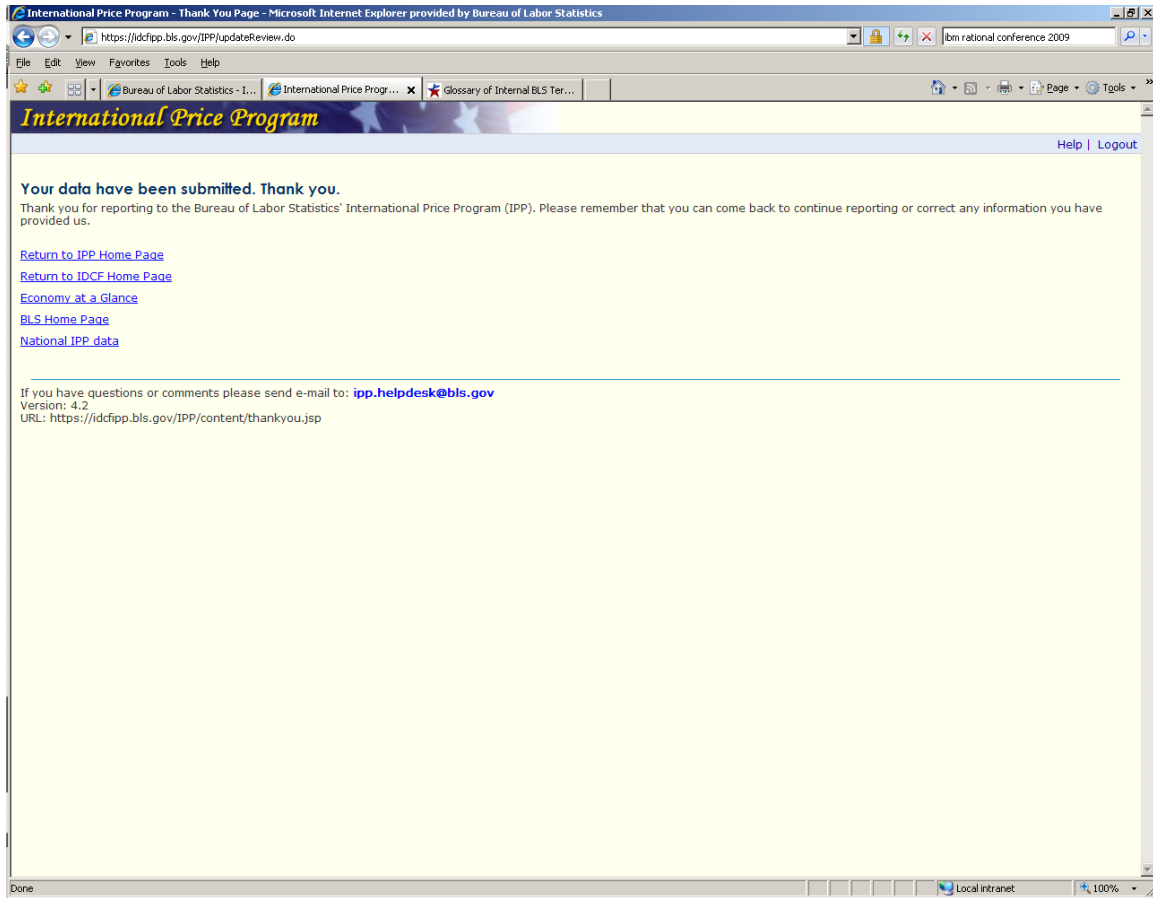 International Price Program - Thank You Page - Microsoft Internet Explorer provided by Bureau of Labor Statistics
https://idcfipp.bls.gov/IPP/updateReview.do
ibm rational conference 2009
File Edit View Favorites Tools Help
Bureau of Labor Statistics - I... International Price Progr... Glossary of Internal BLS Ter... Page Tools
International Price Program
Help | Logout
Your data have been submitted. Thank you.
Thank you for reporting to the Bureau of Labor Statistics' International Price Program (IPP). Please remember that you can come back to continue reporting or correct any information you have
provided us.
Return to IPP Home Page
Return to IDCF Home Page
Economy at a Glance
BLS Home Page
National IPP data
If you have questions or comments please send e-mail to: ipp.helpdesk@bls.gov
Version: 4.2
URL: https://idcfipp.bls.gov/IPP/content/thankyou.jsp
Done Local intranet 100%